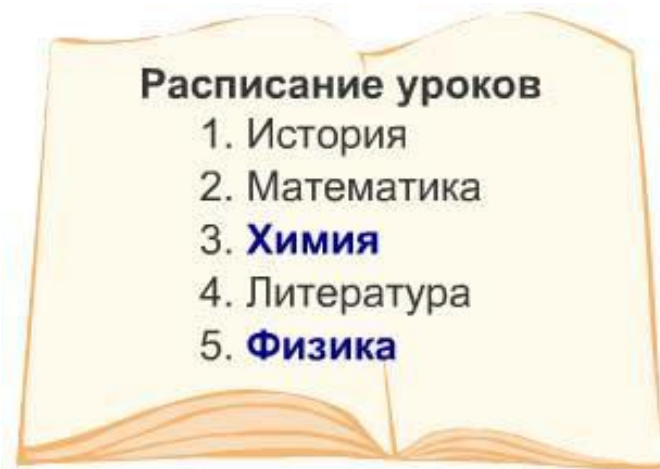 Расписание уроков
1. История
2. Математика
3. Химия
4. Литература
5. Физика